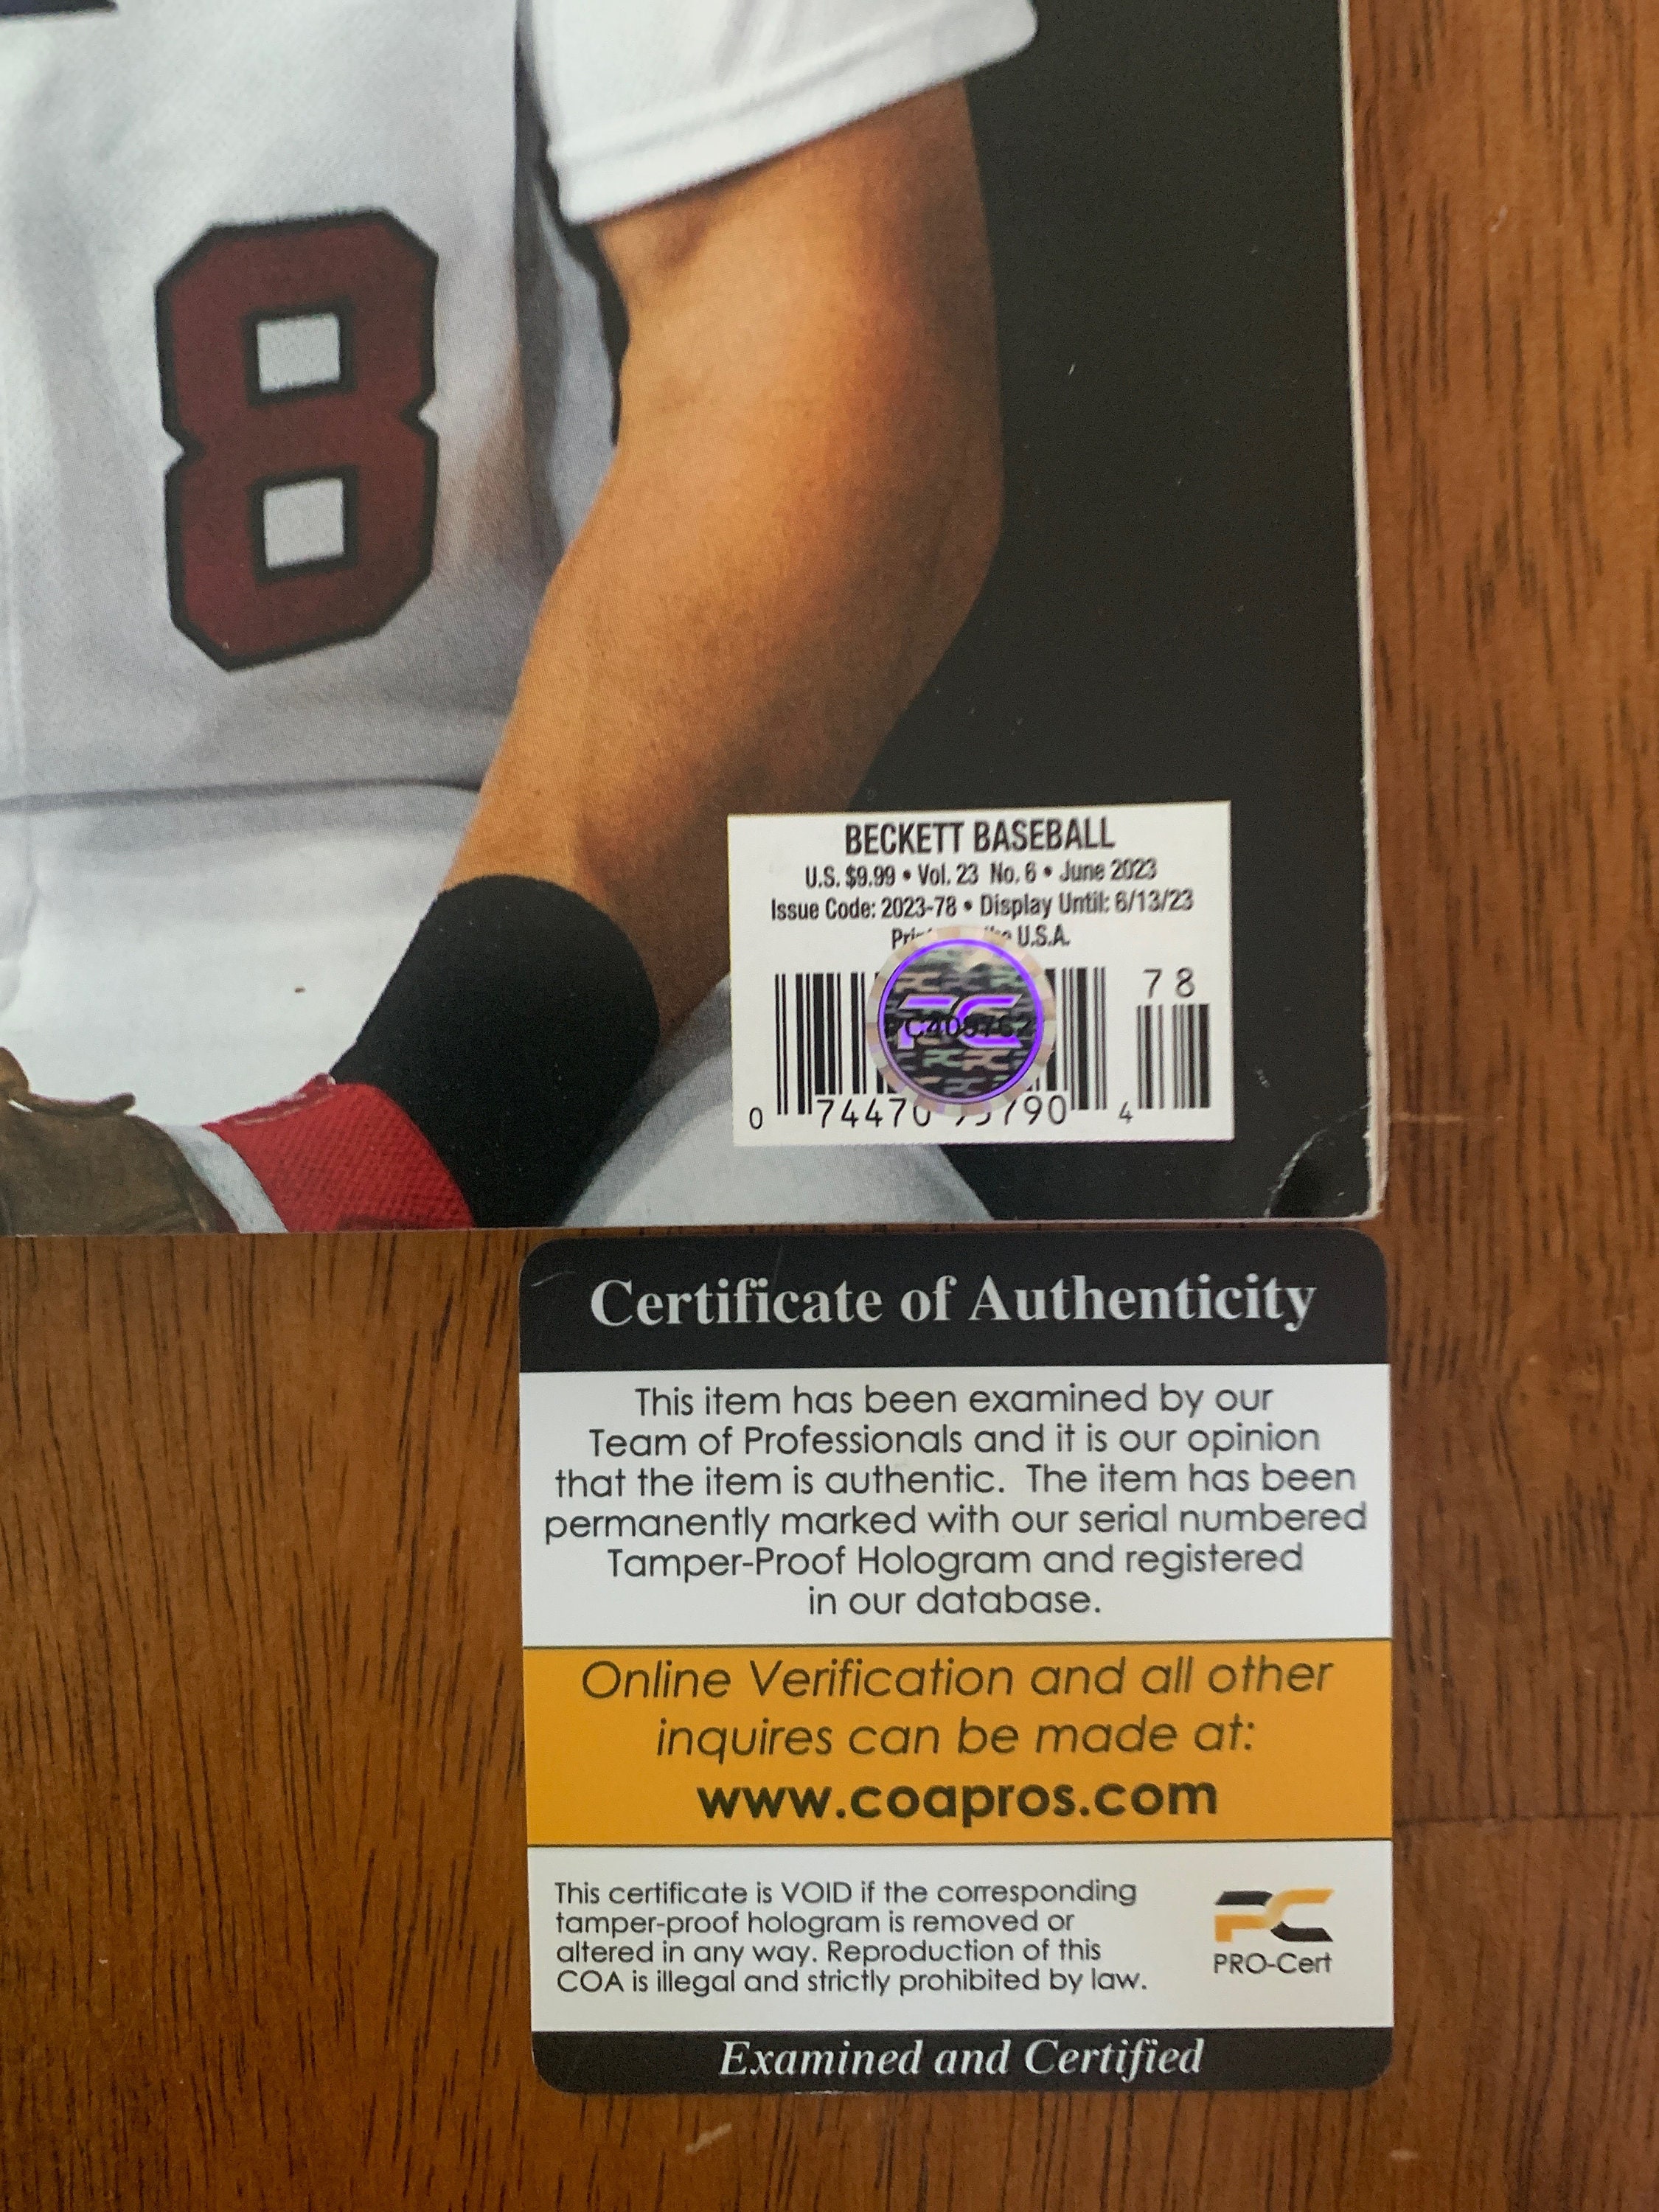 8
BECKETT BASEBALL
U.S. $9.99 • Vol. 23 No. 6 • June 2023
Issue Code: 2023-78 • Display Until: 6/13/23
U.S.A.
78
PC
0 74470 790 4
Certificate of Authenticity
This item has been examined by our
Team of Professionals and it is our opinion
that the item is authentic. The item has been
permanently marked with our serial numbered
Tamper-Proof Hologram and registered
in our database.
Online Verification and all other
inquires can be made at:
www.coapros.com
This certificate is VOID if the corresponding
tamper-proof hologram is removed or
altered in any way. Reproduction of this
COA is illegal and strictly prohibited by law.
PC
PRO-Cert
Examined and Certified